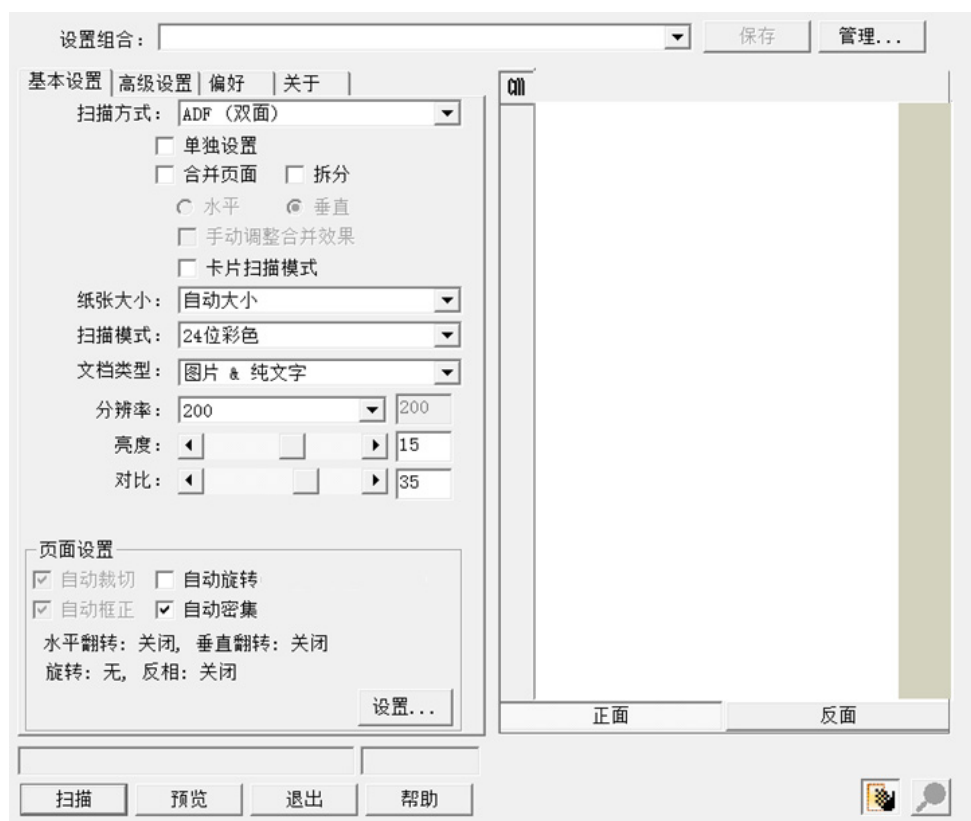 设置组合: 保存 管理...
基本设置 高级设置 偏好 关于
cm
扫描方式: ADF (双面)
单独设置
合并页面 拆分
水平 垂直
手动调整合并效果
卡片扫描模式
纸张大小: 自动大小
扫描模式: 24位彩色
文档类型: 图片 & 纯文字
分辨率: 200 200
亮度: 15
对比: 35
页面设置
自动裁切 自动旋转
自动框正 自动密集
水平翻转: 关闭, 垂直翻转: 关闭
旋转: 无, 反相: 关闭
设置...
正面 反面
扫描 预览 退出 帮助